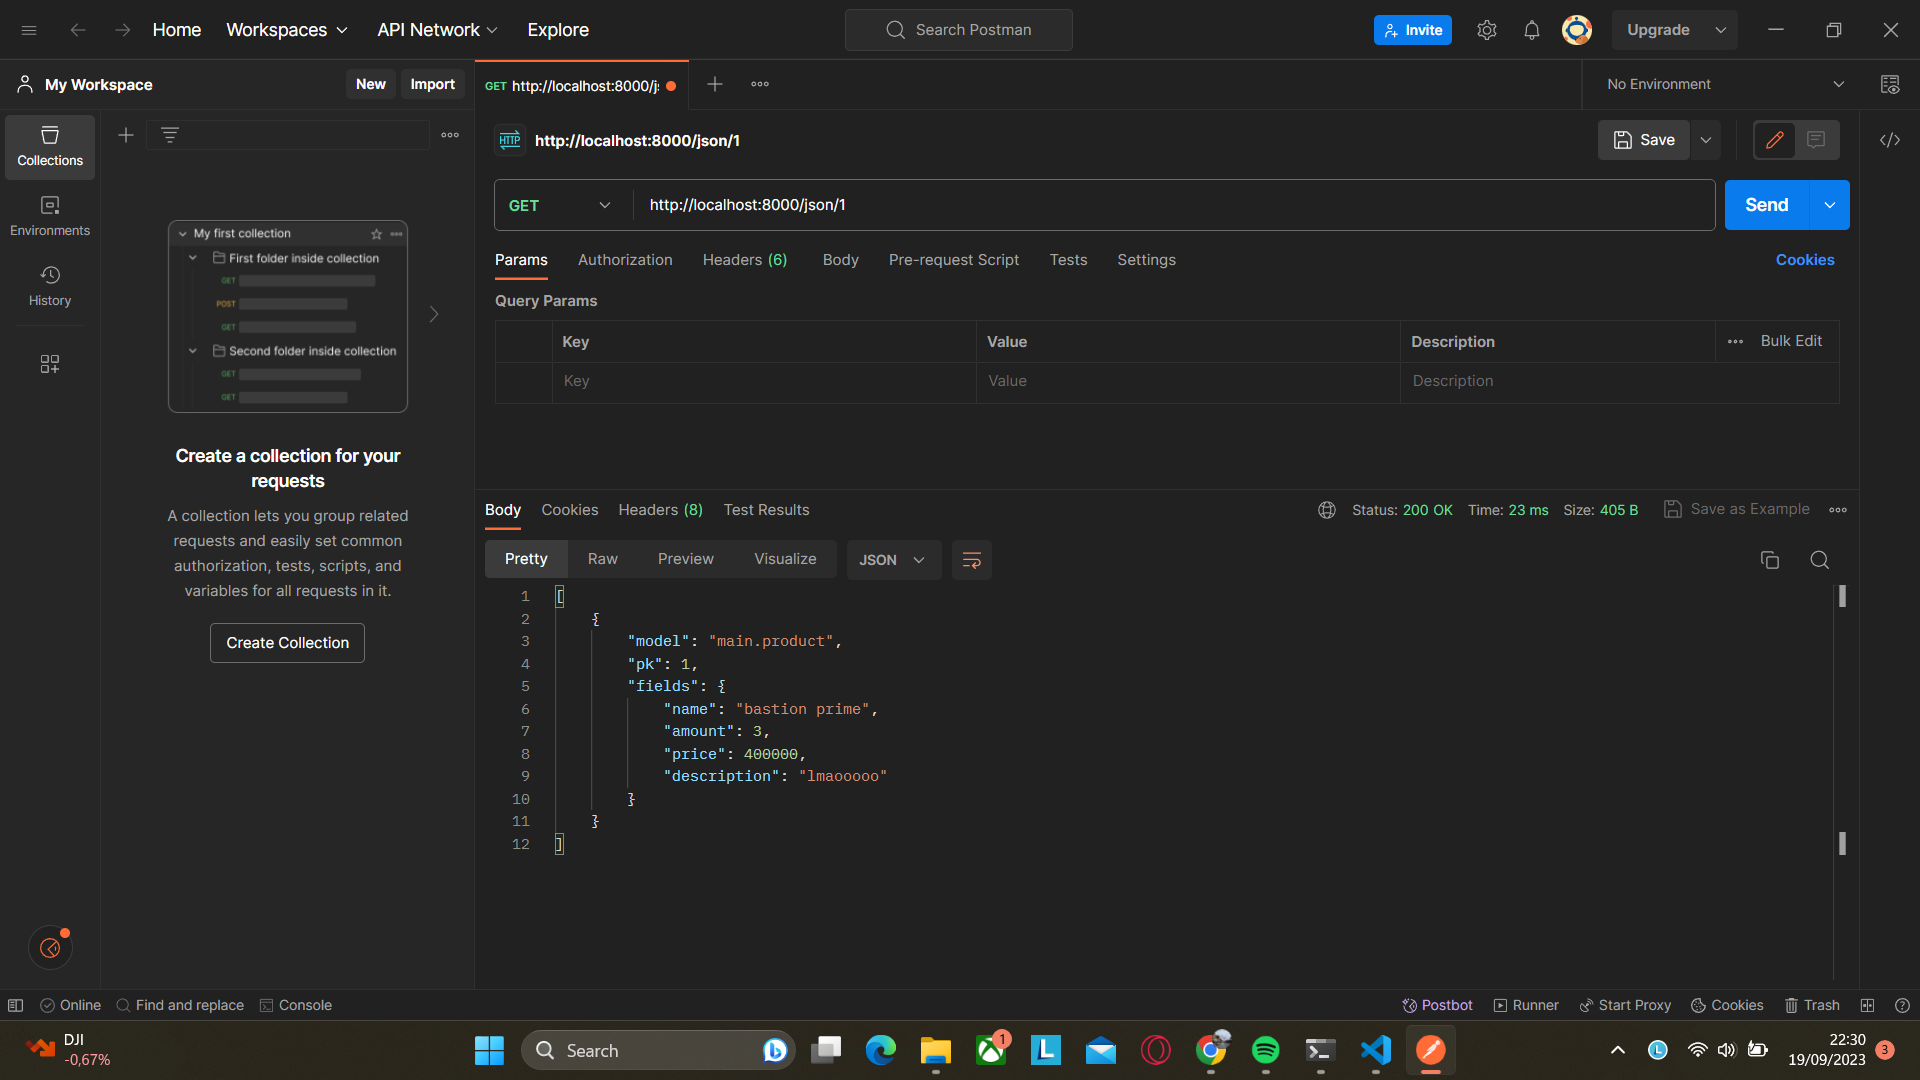 Home
Workspaces
API Network
Explore
Search Postman
Invite
Upgrade
My Workspace
New
Import
GET http://localhost:8000/j
No Environment
Collections
Environments
History
My first collection
First folder inside collection
GET
POST
GET
Second folder inside collection
GET
GET
Create a collection for your
requests
A collection lets you group related
requests and easily set common
authorization, tests, scripts, and
variables for all requests in it.
Create Collection
HTTP http://localhost:8000/json/1
Save
GET
http://localhost:8000/json/1
Send
Params
Authorization
Headers (6)
Body
Pre-request Script
Tests
Settings
Cookies
Query Params
Key
Value
Description
Bulk Edit
Key
Value
Description
Body
Cookies
Headers (8)
Test Results
Status: 200 OK
Time: 23 ms
Size: 405 B
Save as Example
Pretty
Raw
Preview
Visualize
JSON
1 [
2 {
3 "model": "main.product",
4 "pk": 1,
5 "fields": {
6 "name": "bastion prime",
7 "amount": 3,
8 "price": 400000,
9 "description": "lmaooooo"
10 }
11 }
12 ]
Online
Find and replace
Console
Postbot
Runner
Start Proxy
Cookies
Trash
DJI
-0,67%
Search
1
L
L
22:30
19/09/2023
3